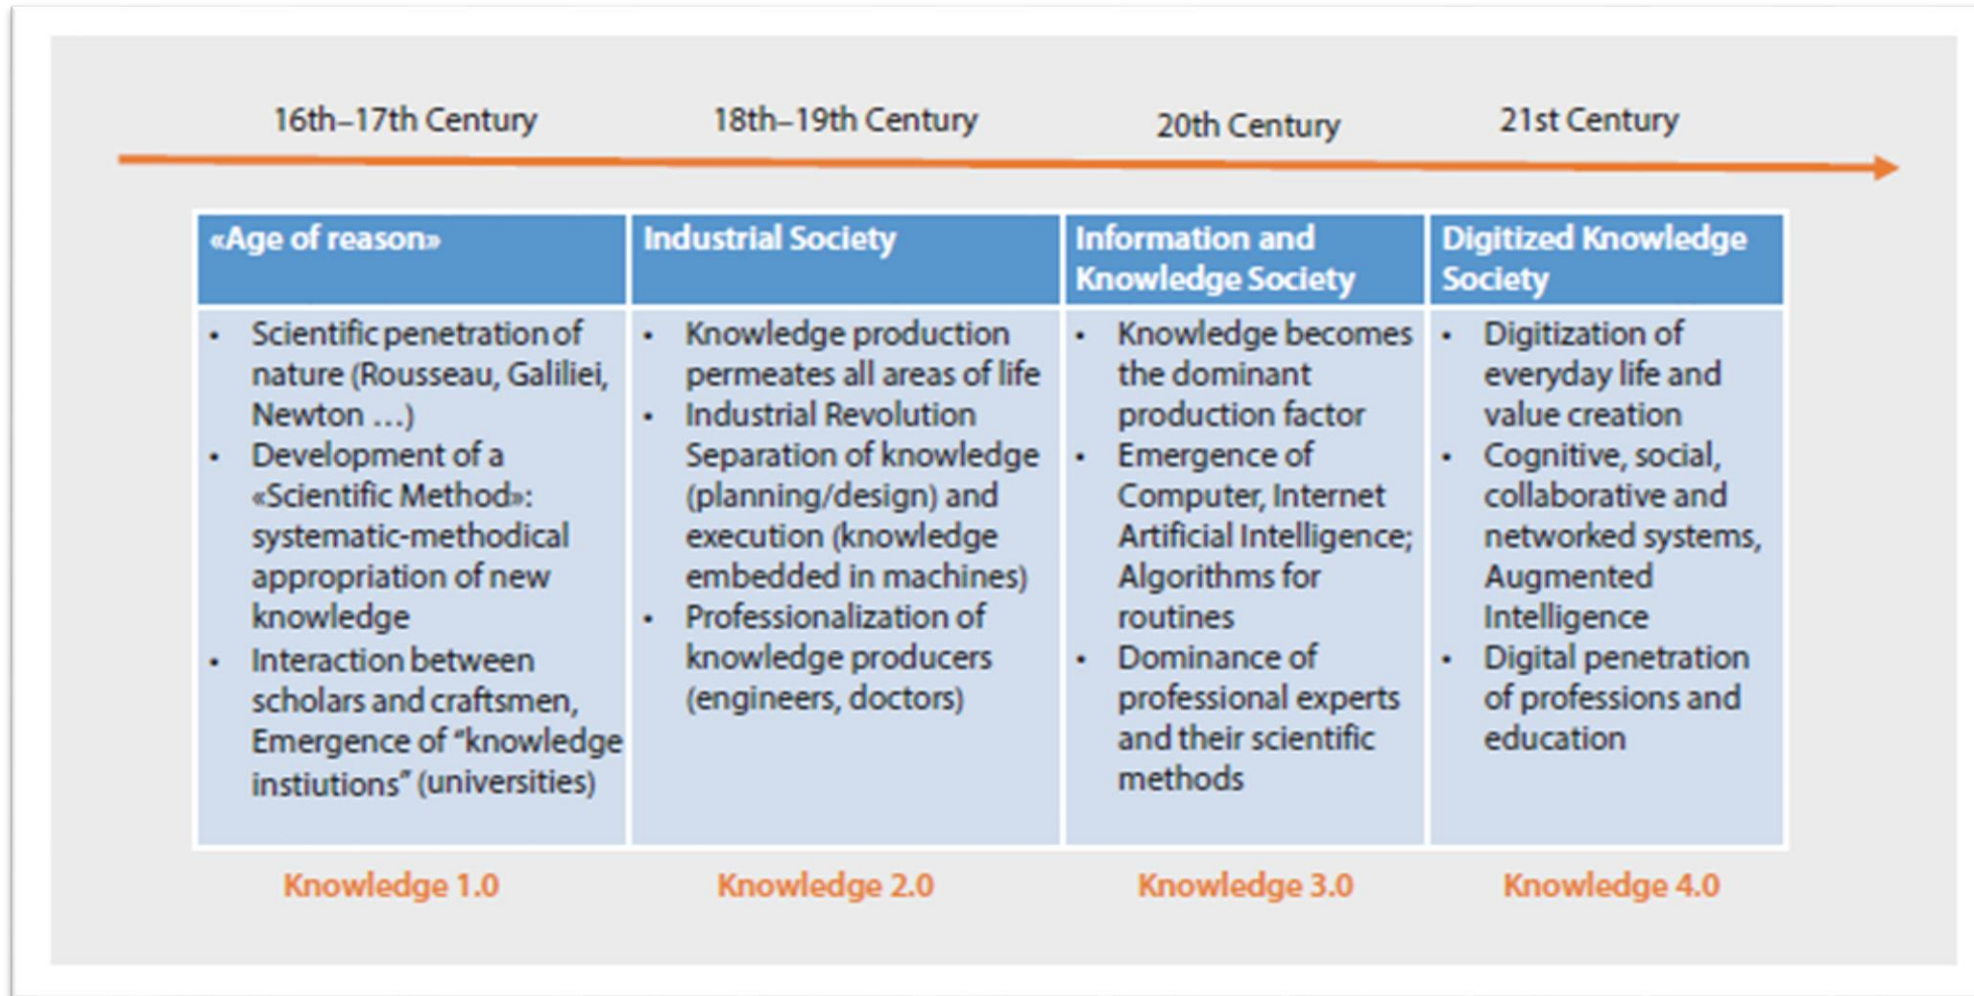 16th–17th Century
18th–19th Century
20th Century
21st Century
«Age of reason»
• Scientific penetration of
nature (Rousseau, Galiliei,
Newton ...)
• Development of a
«Scientific Method»:
systematic-methodical
appropriation of new
knowledge
• Interaction between
scholars and craftsmen,
Emergence of “knowledge
instiutions” (universities)
Knowledge 1.0
Industrial Society
• Knowledge production
permeates all areas of life
• Industrial Revolution
Separation of knowledge
(planning/design) and
execution (knowledge
embedded in machines)
• Professionalization of
knowledge producers
(engineers, doctors)
Knowledge 2.0
Information and
Knowledge Society
• Knowledge becomes
the dominant
production factor
• Emergence of
Computer, Internet
Artificial Intelligence;
Algorithms for
routines
• Dominance of
professional experts
and their scientific
methods
Knowledge 3.0
Digitized Knowledge
Society
• Digitization of
everyday life and
value creation
• Cognitive, social,
collaborative and
networked systems,
Augmented
Intelligence
• Digital penetration
of professions and
education
Knowledge 4.0